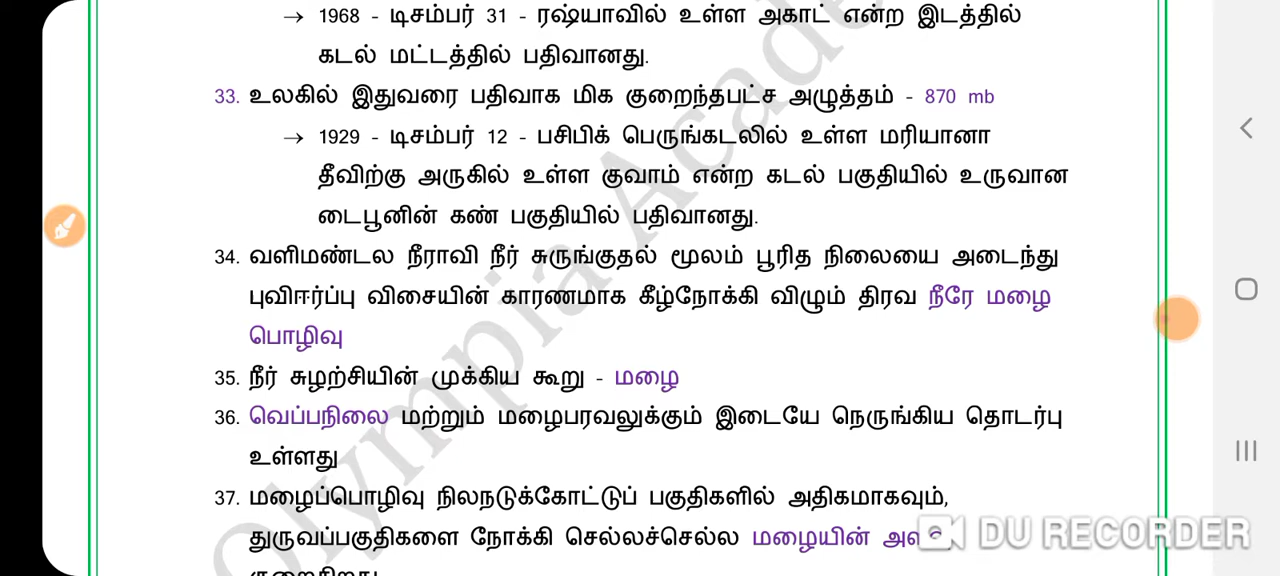 → 1968 - டிசம்பர் 31 - ரஷ்யாவில் உள்ள அகாட் என்ற இடத்தில்
கடல் மட்டத்தில் பதிவானது.
33. உலகில் இதுவரை பதிவாக மிக குறைந்தபட்ச அழுத்தம் - 870 mb
→ 1929 - டிசம்பர் 12 - பசிபிக் பெருங்கடலில் உள்ள மரியானா
தீவிற்கு அருகில் உள்ள குவாம் என்ற கடல் பகுதியில் உருவான
டைபூனின் கண் பகுதியில் பதிவானது.
34. வளிமண்டல நீராவி நீர் சுருங்குதல் மூலம் பூரித நிலையை அடைந்து
புவிஈர்ப்பு விசையின் காரணமாக கீழ்நோக்கி விழும் திரவ நீரே மழை
பொழிவு
35. நீர் சுழற்சியின் முக்கிய கூறு - மழை
36. வெப்பநிலை மற்றும் மழைபரவலுக்கும் இடையே நெருங்கிய தொடர்பு
உள்ளது
37. மழைப்பொழிவு நிலநடுக்கோட்டுப் பகுதிகளில் அதிகமாகவும்,
துருவப்பகுதிகளை நோக்கி செல்லச்செல்ல மழையின்
DU RECORDER
Olympia Acade